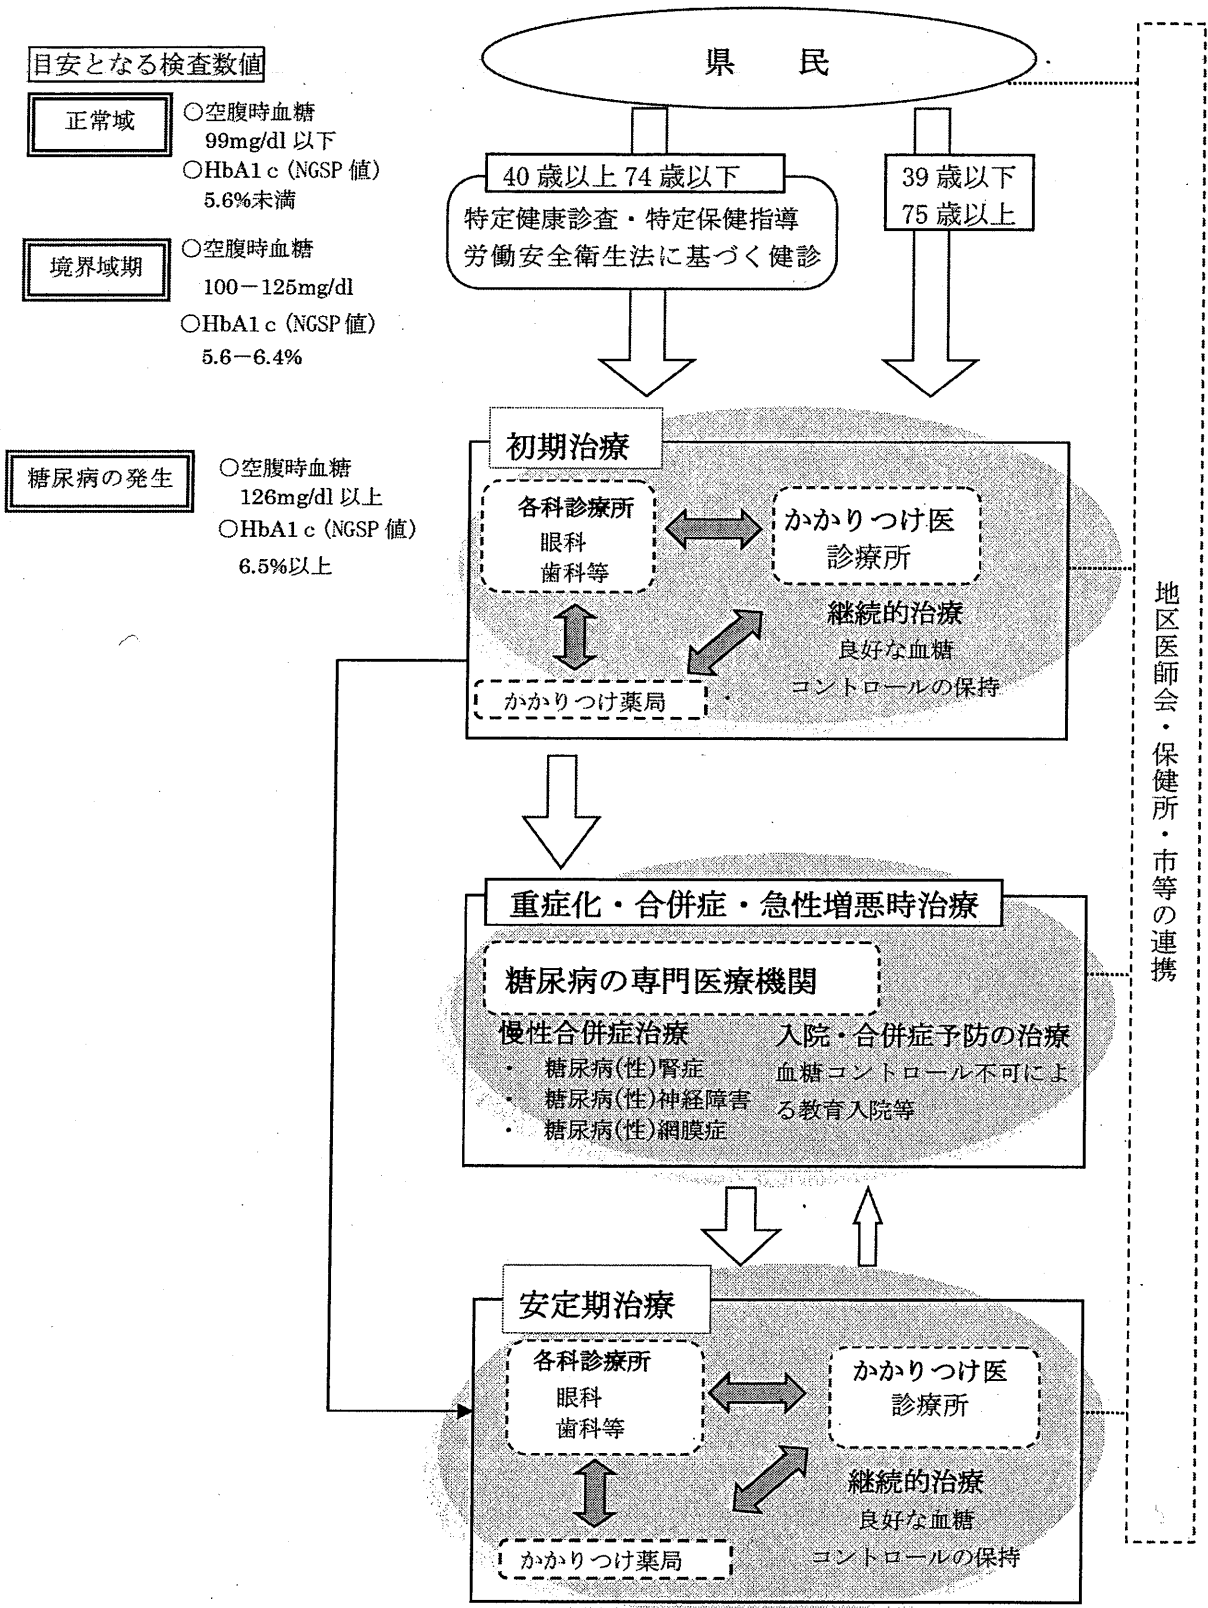 県　民
目安となる検査数値
正常域
○空腹時血糖
99mg/dl 以下
○HbA1c (NGSP 値)
5.6%未満
境界域期
○空腹時血糖
100－125mg/dl
○HbA1c (NGSP 値)
5.6－6.4%
糖尿病の発生
○空腹時血糖
126mg/dl 以上
○HbA1c (NGSP 値)
6.5%以上
40 歳以上 74 歳以下
特定健康診査・特定保健指導
労働安全衛生法に基づく健診
39 歳以下
75 歳以上
初期治療
各科診療所
眼科
歯科等
かかりつけ医
診療所
継続的治療
良好な血糖
コントロールの保持
かかりつけ薬局
重症化・合併症・急性増悪時治療
糖尿病の専門医療機関
慢性合併症治療
・ 糖尿病(性)腎症
・ 糖尿病(性)神経障害
・ 糖尿病(性)網膜症
入院・合併症予防の治療
血糖コントロール不可によ
る教育入院等
安定期治療
各科診療所
眼科
歯科等
かかりつけ医
診療所
継続的治療
良好な血糖
コントロールの保持
かかりつけ薬局
地区医師会・保健所・市等の連携